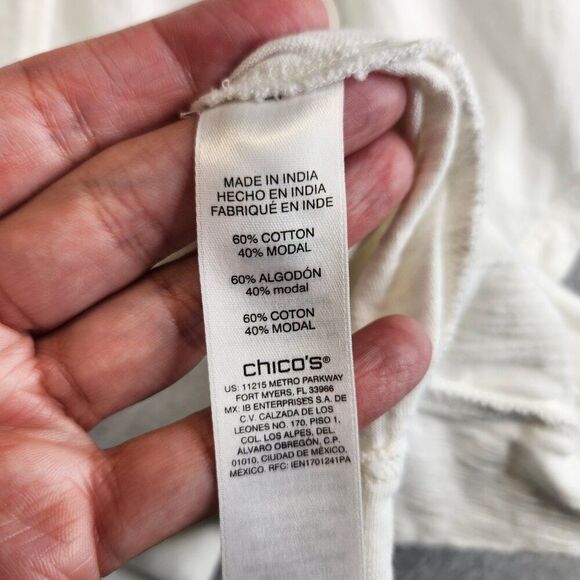 MADE IN INDIA
HECHO EN INDIA
FABRIQUÉ EN INDE
60% COTTON
40% MODAL
60% ALGODÓN
40% modal
60% COTON
40% MODAL
chico's®
US: 11215 METRO PARKWAY
FORT MYERS, FL 33966
MX: IB ENTERPRISES S.A. DE
C.V. CALZADA DE LOS
LEONES NO. 170, PISO 1,
COL. LOS ALPES, DEL.
ALVARO OBREGÓN, C.P.
01010, CIUDAD DE MÉXICO,
MÉXICO. RFC: IEN1701241PA